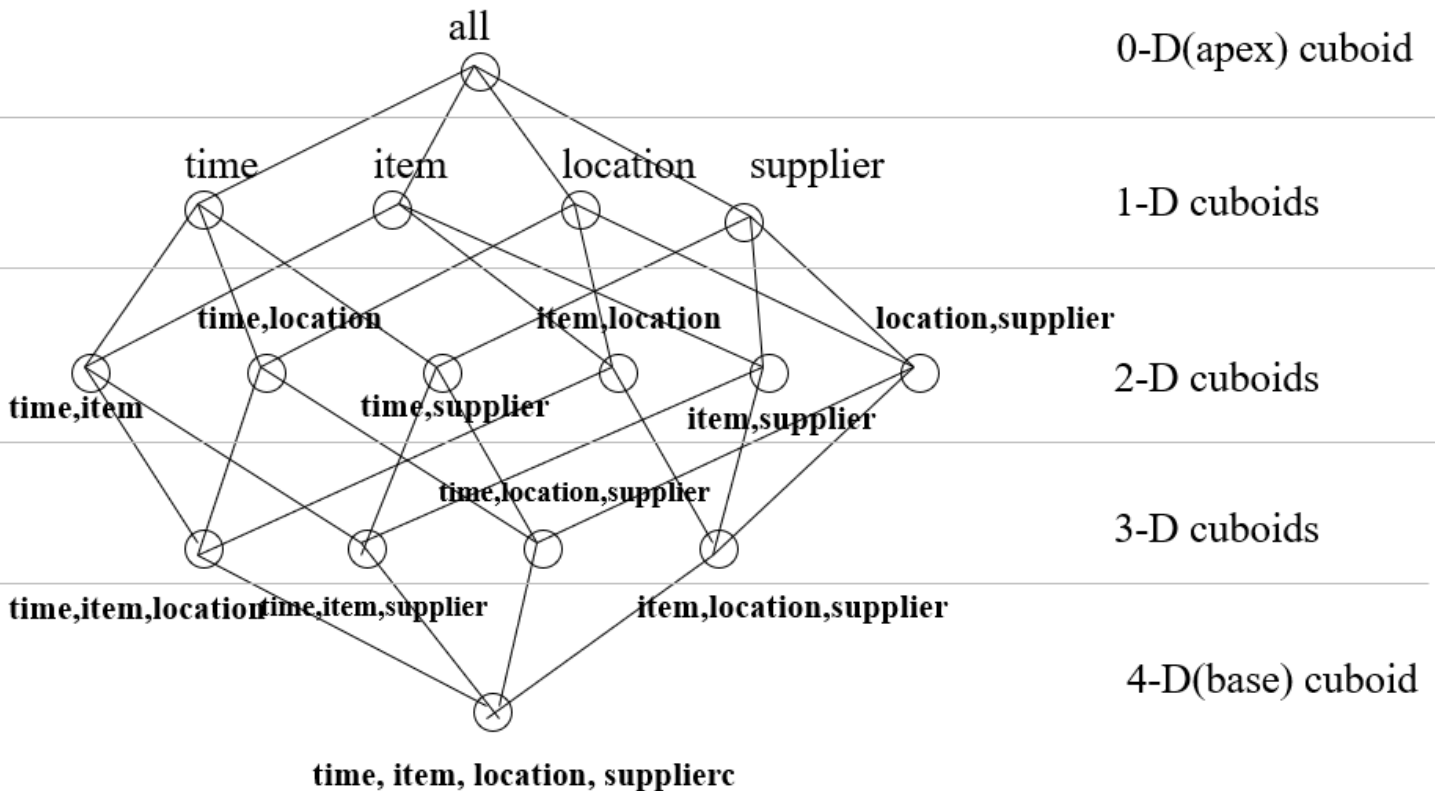 all
0-D(apex) cuboid
time
item
location
supplier
1-D cuboids
time,location
item,location
location,supplier
2-D cuboids
time,item
time,supplier
item,supplier
time,location,supplier
3-D cuboids
time,item,location
time,item,supplier
item,location,supplier
4-D(base) cuboid
time, item, location, supplierc